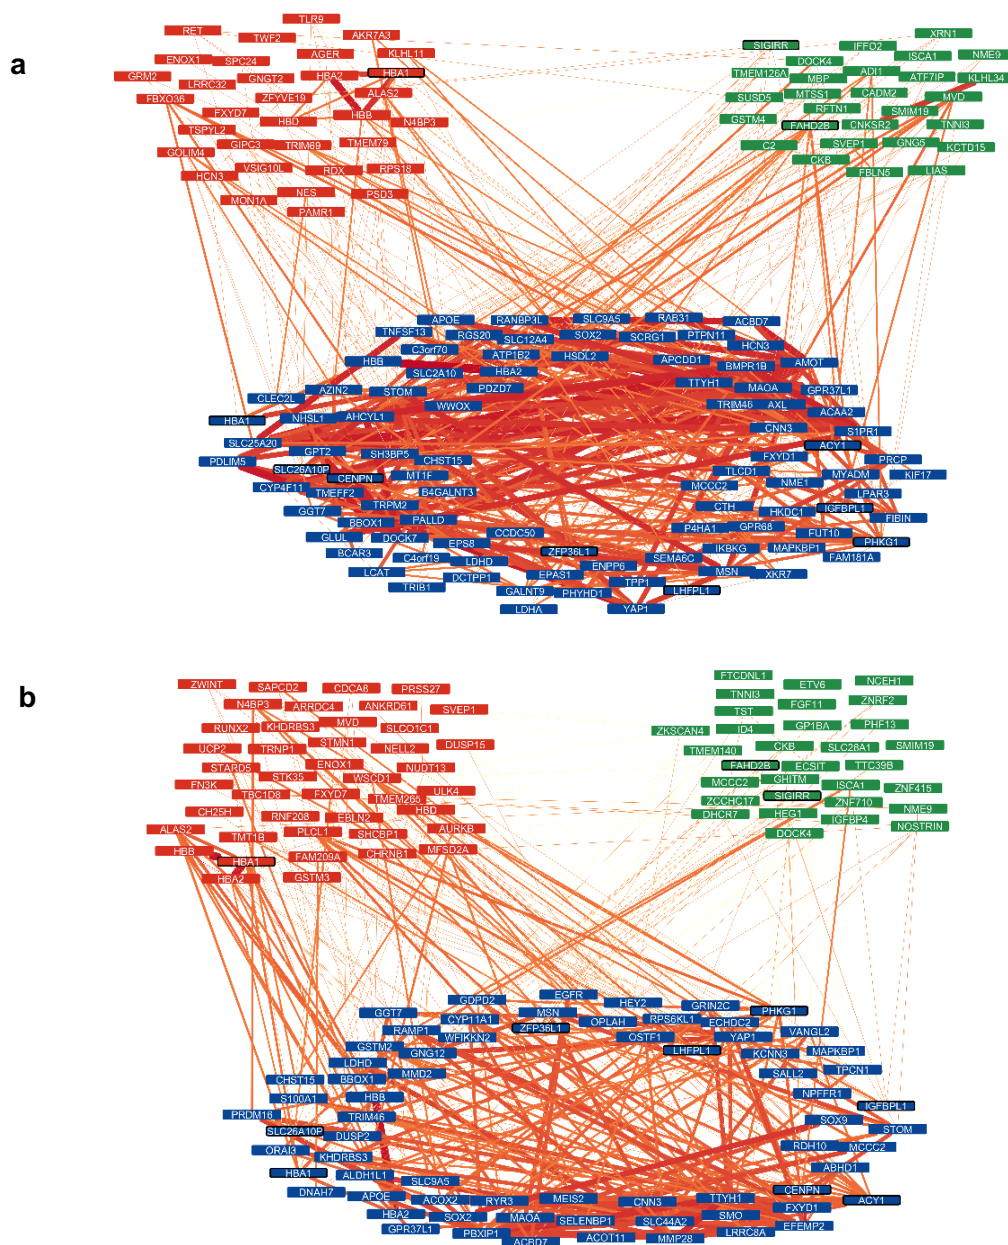 a
TLR9
RET
TWF2
AKR7A3
AGER
KLHL11
ENOX1
SPC24
GRM2
LRRC32
GNGT2
HBA2
HBA1
FBXO36
ZFYVE19
ALAS2
FXYD7
HBD
HBB
N4BP3
TSPYL2
GOLIM4
GIPC3
TRIM69
TMEM79
HCN3
VSIG10L
RDX
RPS18
MON1A
NES
PSD3
PAMR1
XRN1
SIGIRR
IFFO2
ISCA1
NME9
DOCK4
TMEM126A
MBP
ADI1
ATF7IP
KLHL34
SUSD5
MTSS1
CADM2
MVD
RFTN1
SMIM19
GSTM4
FAHD2B
CNKSR2
TNNI3
C2
SVEP1
GNG5
KCTD15
CKB
FBLN5
LIAS
APOE
RANBP3L
SLC9A5
RAB31
ACBD7
TNFSF13
RGS20
SLC12A4
SOX2
SCRG1
PTPN11
HCN3
C3orf70
ATP1B2
HSDL2
APCDD1
AMOT
HBB
SLC2A10
HBA2
BMPR1B
AZIN2
STOM
PDZD7
TTYH1
MAOA
GPR37L1
CLEC2L
WWOX
TRIM46
AXL
ACAA2
HBA1
NHSL1
AHCYL1
CNN3
S1PR1
SLC25A20
GPT2
SH3BP5
CHST15
ACY1
PDLIM5
SLC26A10P
MT1F
FXYD1
MYADM
PRCP
CYP4F11
CENPN
TLCD1
NME1
KIF17
TMEFF2
B4GALNT3
MCCC2
LPAR3
GGT7
TRPM2
CTH
HKDC1
IGFBPL1
FIBIN
BBOX1
PALLD
P4HA1
GPR68
FUT10
GLUL
DOCK7
CCDC50
PHKG1
BCAR3
EPS8
ZFP36L1
SEMA6C
IKBKG
MAPKBP1
FAM181A
C4orf19
LDHD
ENPP6
MSN
LCAT
DCTPP1
EPAS1
TPP1
XKR7
TRIB1
GALNT9
PHYHD1
LHFPL1
LDHA
YAP1
b
ZWINT
SAPCD2
CDCA8
PRSS27
N4BP3
ARRDC4
ANKRD61
SVEP1
RUNX2
KHDRBS3
MVD
SLCO1C1
UCP2
TRNP1
STMN1
NELL2
DUSP15
STARD5
ENOX1
NUDT13
FN3K
STK35
WSCD1
ULK4
TBC1D8
FXYD7
TMEM265
CH25H
RNF208
EBLN2
HBD
ALAS2
TMT1B
PLCL1
SHCBP1
AURKB
HBB
HBA1
FAM209A
CHRNB1
MFSD2A
HBA2
GSTM3
FTCDNL1
TNNI3
ETV6
NCEH1
TST
FGF11
ZNRF2
ZKSCAN4
ID4
GP1BA
PHF13
TMEM140
CKB
SLC28A1
SMIM19
FAHD2B
ECSIT
TTC39B
MCCC2
GHITM
ISCA1
ZNF415
ZCCHC17
SIGIRR
ZNF710
NME9
DHCR7
HEG1
IGFBP4
NOSTRIN
DOCK4
GDPD2
EGFR
HEY2
GRIN2C
PHKG1
GGT7
CYP11A1
MSN
OPLAH
RPS6KL1
ECHDC2
VANGL2
RAMP1
WFIKKN2
ZFP36L1
OSTF1
YAP1
GSTM2
GNG12
LHFPL1
KCNN3
MAPKBP1
LDHD
MMD2
SALL2
TPCN1
CHST15
BBOX1
NPFFR1
S100A1
HBB
IGFBPL1
PRDM16
TRIM46
SOX9
STOM
SLC26A10P
DUSP2
RDH10
MCCC2
ORAI3
KHDRBS3
ABHD1
HBA1
ALDH1L1
SLC9A5
CENPN
ACY1
DNAH7
APOE
ACOX2
RYR3
MEIS2
CNN3
TTYH1
FXYD1
HBA2
SOX2
MAOA
SELENBP1
SLC44A2
SMO
EFEMP2
GPR37L1
PBXIP1
ACBD7
ACOT11
MMP28
LRRC8A